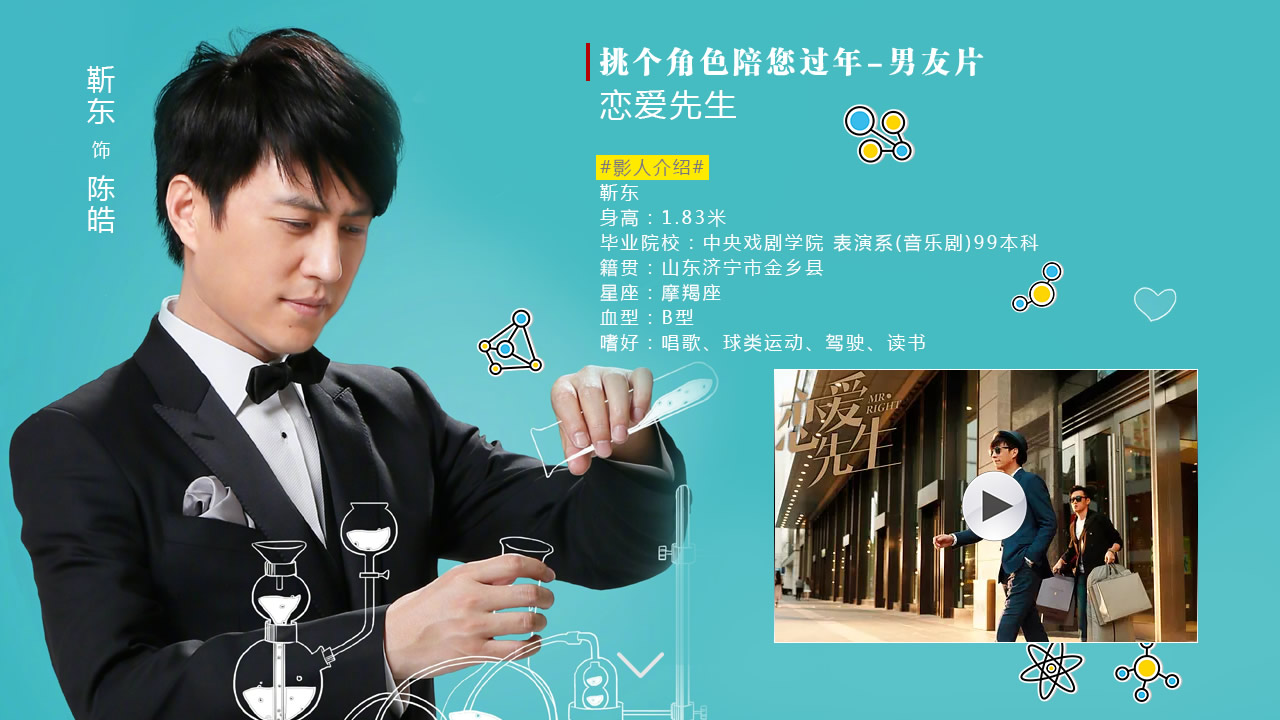 靳东
饰
陈皓
挑个角色陪您过年-男友片
恋爱先生
#影人介绍#
靳东
身高：1.83米
毕业院校：中央戏剧学院 表演系(音乐剧)99本科
籍贯：山东济宁市金乡县
星座：摩羯座
血型：B型
嗜好：唱歌、球类运动、驾驶、读书
恋爱先生
MR.
RIGHT